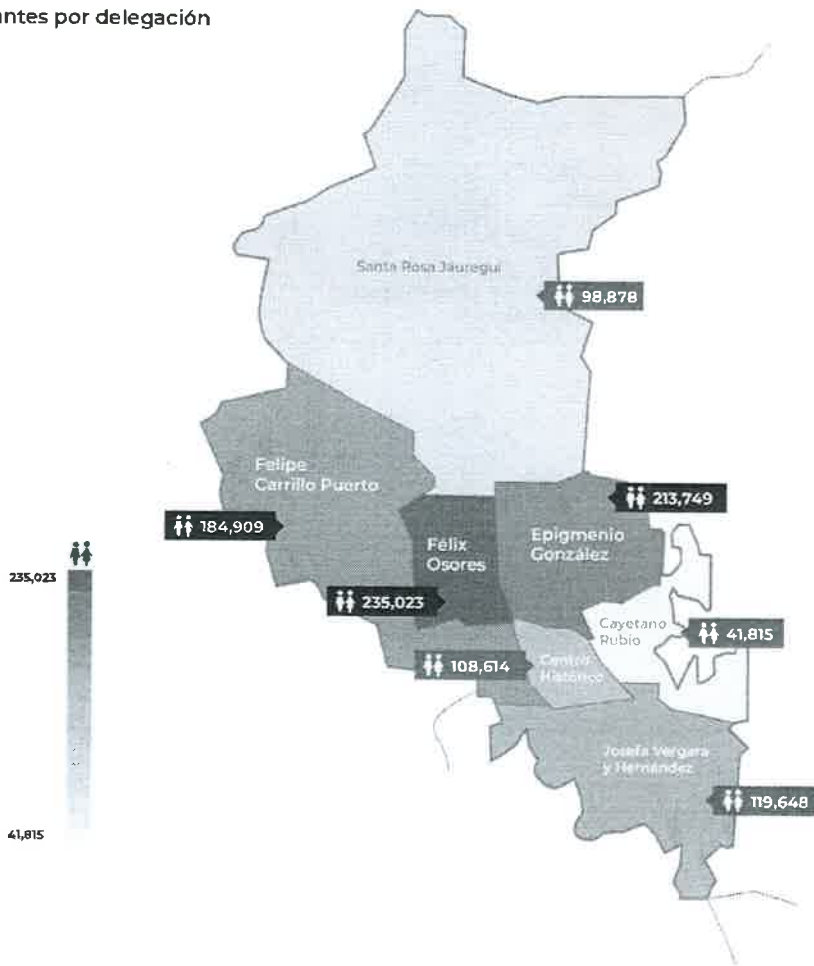 antes por delegación
Santa Rosa Jáuregui
98,878
Felipe
Carrillo Puerto
213,749
184,909
Epigmenio
González
Félix
Osores
235,023
235,023
Cayetano
Rubio
41,815
108,614
Centro
Histórico
Josefa Vergara
y Hernández
119,648
41,815